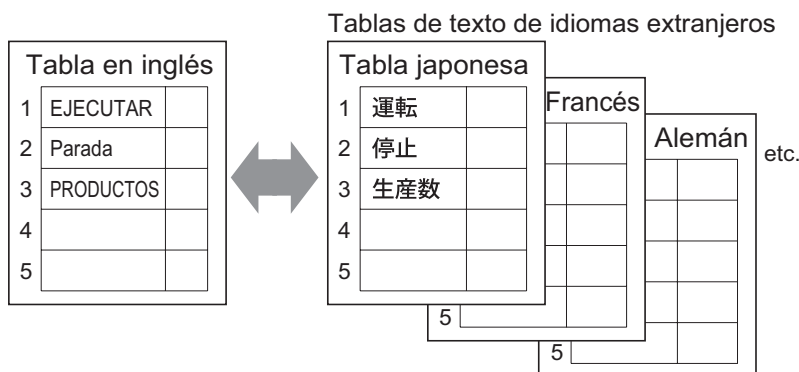 Tablas de texto de idiomas extranjeros
Tabla en inglés
1 EJECUTAR
2 Parada
3 PRODUCTOS
4
5
Tabla japonesa
1 運転
2 停止
3 生産数
4
5
Francés
5
Alemán
5
etc.